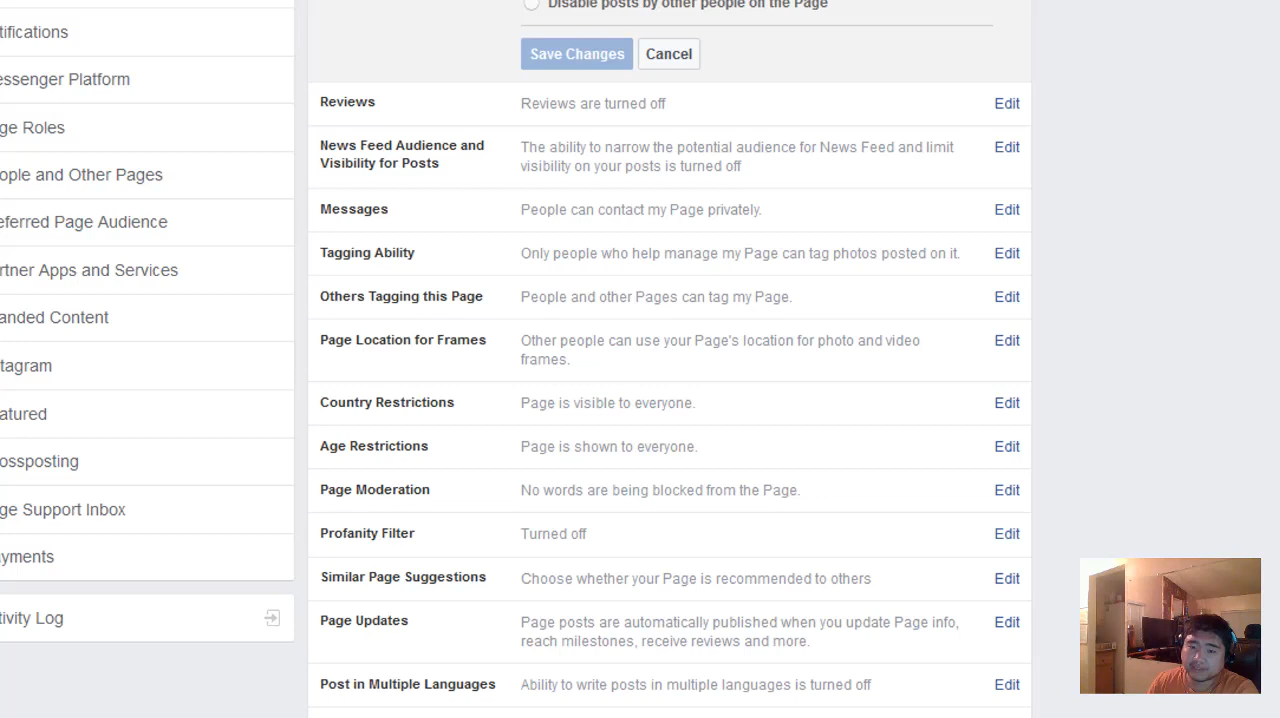 Disable posts by other people on the Page
tifications
Save Changes
Cancel
essenger Platform
Reviews
Reviews are turned off
Edit
ge Roles
News Feed Audience and
Visibility for Posts
The ability to narrow the potential audience for News Feed and limit
visibility on your posts is turned off
Edit
ople and Other Pages
Messages
People can contact my Page privately.
Edit
eferred Page Audience
Tagging Ability
Only people who help manage my Page can tag photos posted on it.
Edit
rtner Apps and Services
Others Tagging this Page
People and other Pages can tag my Page.
Edit
anded Content
Page Location for Frames
Other people can use your Page's location for photo and video
frames.
Edit
stagram
Country Restrictions
Page is visible to everyone.
Edit
atured
Age Restrictions
Page is shown to everyone.
Edit
ossposting
Page Moderation
No words are being blocked from the Page.
Edit
ge Support Inbox
Profanity Filter
Turned off
Edit
yments
Similar Page Suggestions
Choose whether your Page is recommended to others
Edit
tivity Log
Page Updates
Page posts are automatically published when you update Page info,
reach milestones, receive reviews and more.
Edit
Post in Multiple Languages
Ability to write posts in multiple languages is turned off
Edit